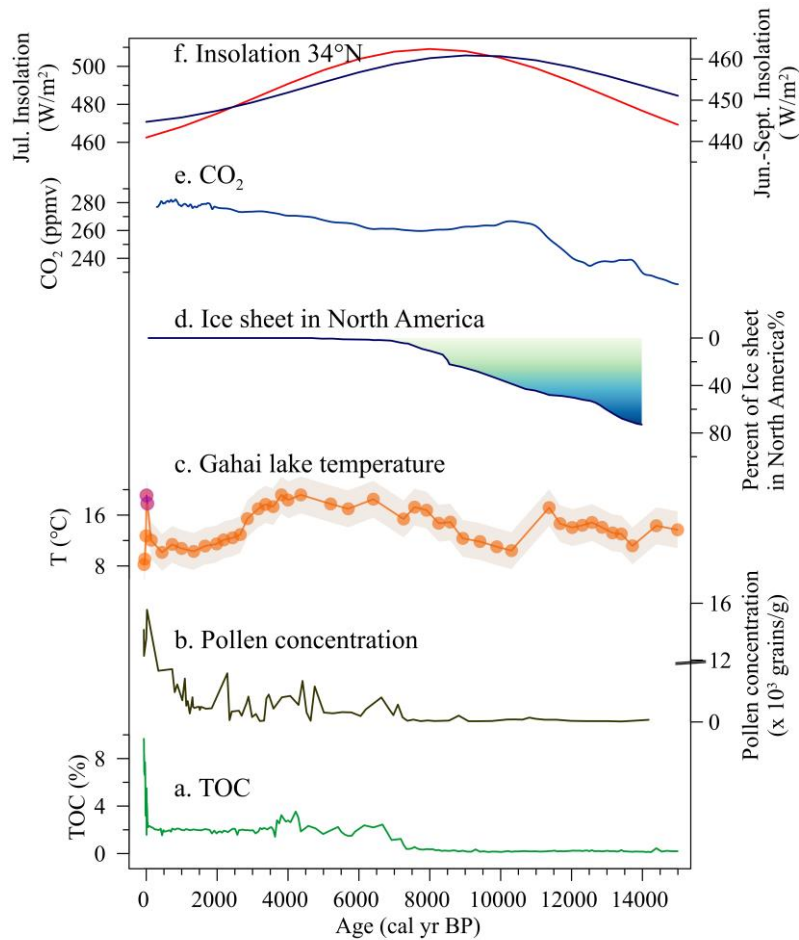 f. Insolation 34°N
Jul. Insolation
(W/m²)
500
480
460
460
450
440
Jun.-Sept. Insolation
( W/m²)
e. CO₂
CO₂ (ppmv)
280
260
240
d. Ice sheet in North America
0
40
80
Percent of Ice sheet
in North America%
c. Gahai lake temperature
T (°C)
16
8
b. Pollen concentration
16
12
0
Pollen concentration
(x 10³ grains/g)
a. TOC
TOC (%)
8
4
0
0 2000 4000 6000 8000 10000 12000 14000
Age (cal yr BP)